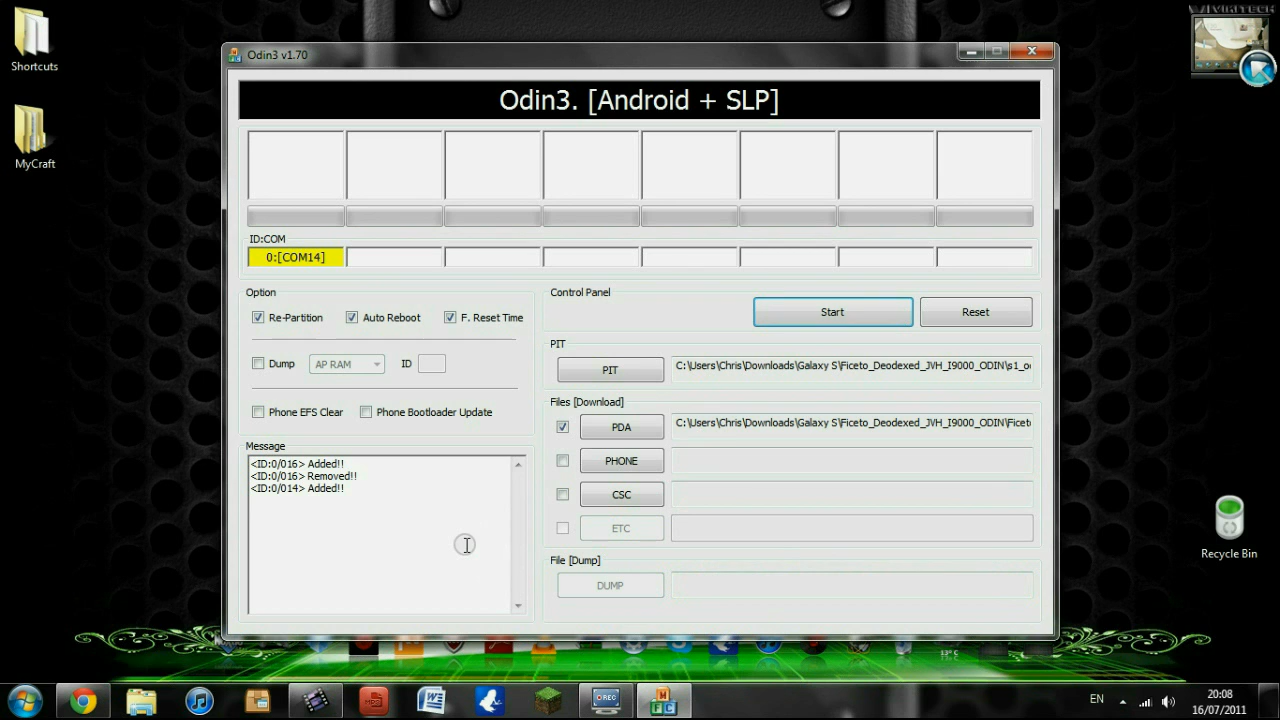 Shortcuts
MyCraft
Odin3 v1.70
Odin3. [Android + SLP]
ID:COM
0:[COM14]
Option
Re-Partition
Auto Reboot
F. Reset Time
Dump
AP RAM
ID
Phone EFS Clear
Phone Bootloader Update
Message
<ID:0/016> Added!!
<ID:0/016> Removed!!
<ID:0/014> Added!!
Control Panel
Start
Reset
PIT
PIT
C:\Users\Chris\Downloads\Galaxy S\Ficeto_Deodexed_JVH_I9000_ODIN\s1_o
Files [Download]
PDA
C:\Users\Chris\Downloads\Galaxy S\Ficeto_Deodexed_JVH_I9000_ODIN\Ficet
PHONE
CSC
ETC
File [Dump]
DUMP
Recycle Bin
13° C
REC
M
F C
EN
20:08
16/07/2011